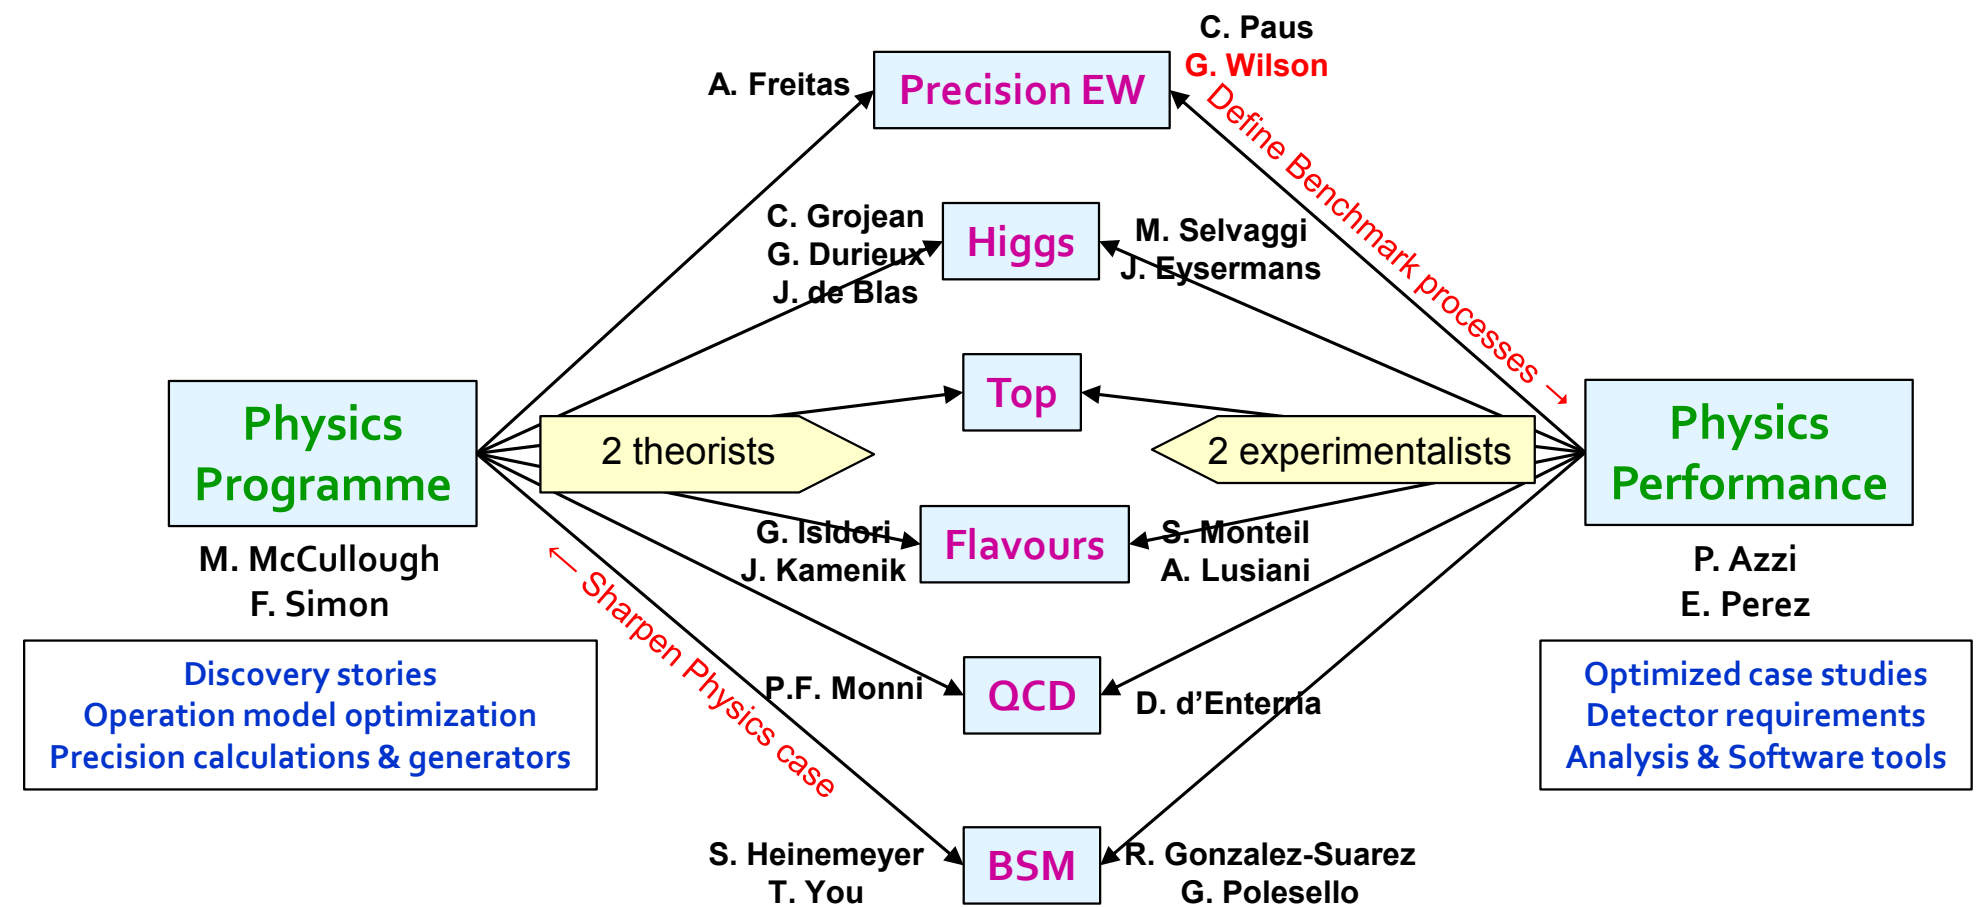 C. Paus
G. Wilson
A. Freitas
Precision EW
Define Benchmark processes →
C. Grojean
G. Durieux
J. de Blas
Higgs
M. Selvaggi
J. Eysermans
Top
Physics
Programme
2 theorists
2 experimentalists
Physics
Performance
M. McCullough
F. Simon
G. Isidori
J. Kamenik
Flavours
S. Monteil
A. Lusiani
P. Azzi
E. Perez
← Sharpen Physics case
Discovery stories
Operation model optimization
Precision calculations & generators
P.F. Monni
QCD
D. d’Enterria
Optimized case studies
Detector requirements
Analysis & Software tools
S. Heinemeyer
T. You
BSM
R. Gonzalez-Suarez
G. Polesello